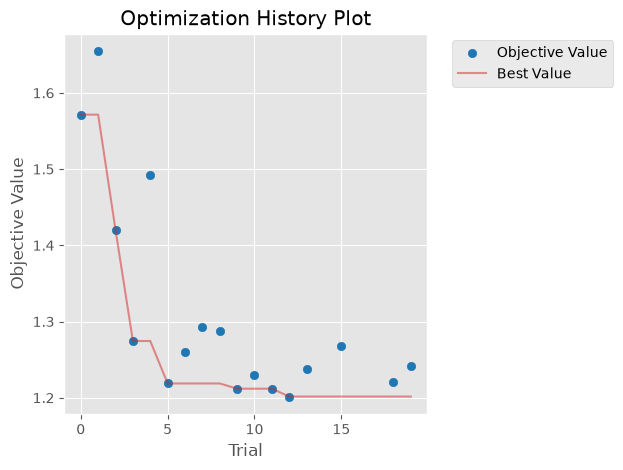 Optimization History Plot
Objective Value
Best Value
Objective Value
1.6
1.5
1.4
1.3
1.2
0
5
10
15
Trial